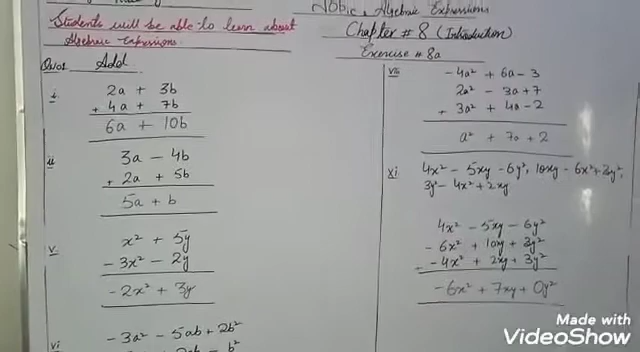 Topic: Algebraic Expressions
Students will be able to learn about
Algebraic Expressions.
Chapter # 8 (Introduction)
Exercise # 8a
Q no1 Add
i 2a + 3b
+ 4a + 7b
6a + 10b
ii 3a - 4b
+ 2a + 5b
5a + b
v x² + 5y
- 3x² - 2y
-2x² + 3y
vi -3a² - 5ab + 2b²
- b²
vii - 4a² + 6a - 3
2a² - 3a + 7
+ 3a² + 4a - 2
a² + 7a + 2
xi 4x² - 5xy - 6y², 10xy - 6x² + 3y²,
3y² - 4x² + 2xy
4x² - 5xy - 6y²
- 6x² + 10xy + 3y²
- 4x² + 2xy + 3y²
-6x² + 7xy + 0y²
Made with
VideoShow